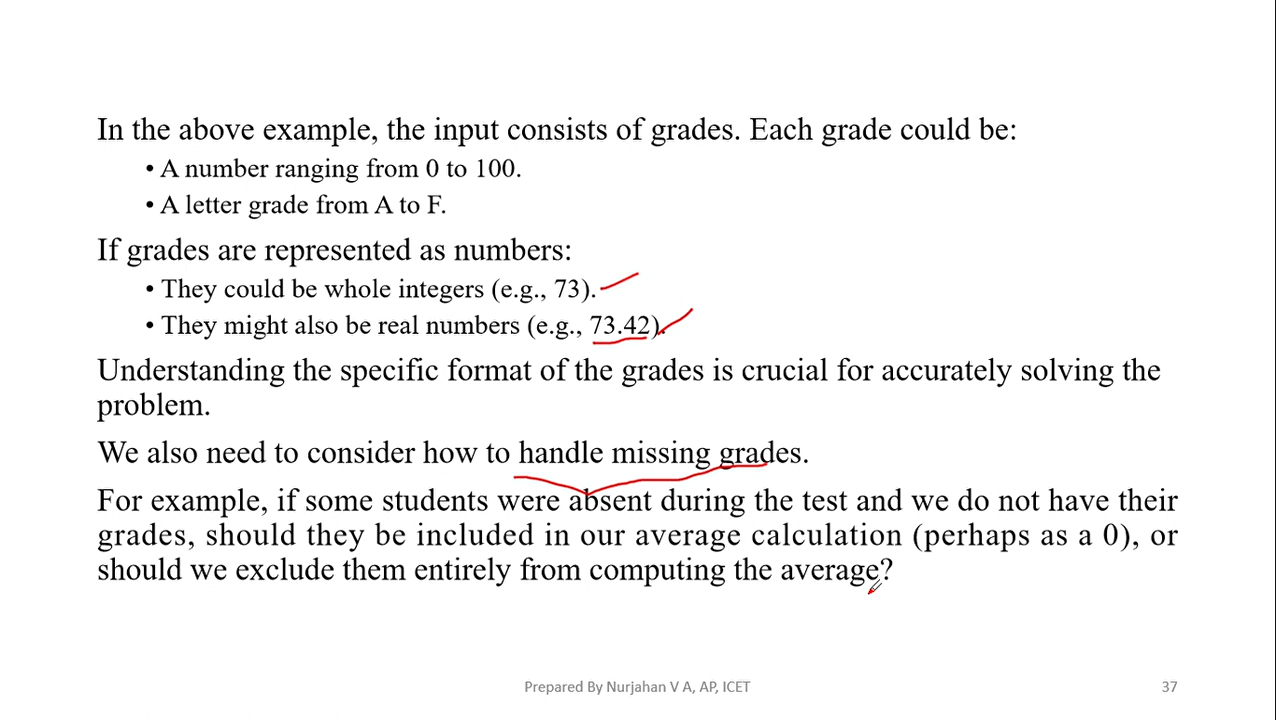 In the above example, the input consists of grades. Each grade could be:
• A number ranging from 0 to 100.
• A letter grade from A to F.
If grades are represented as numbers:
• They could be whole integers (e.g., 73).
• They might also be real numbers (e.g., 73.42).
Understanding the specific format of the grades is crucial for accurately solving the
problem.
We also need to consider how to handle missing grades.
For example, if some students were absent during the test and we do not have their
grades, should they be included in our average calculation (perhaps as a 0), or
should we exclude them entirely from computing the average?
Prepared By Nurjahan V A, AP, ICET
37